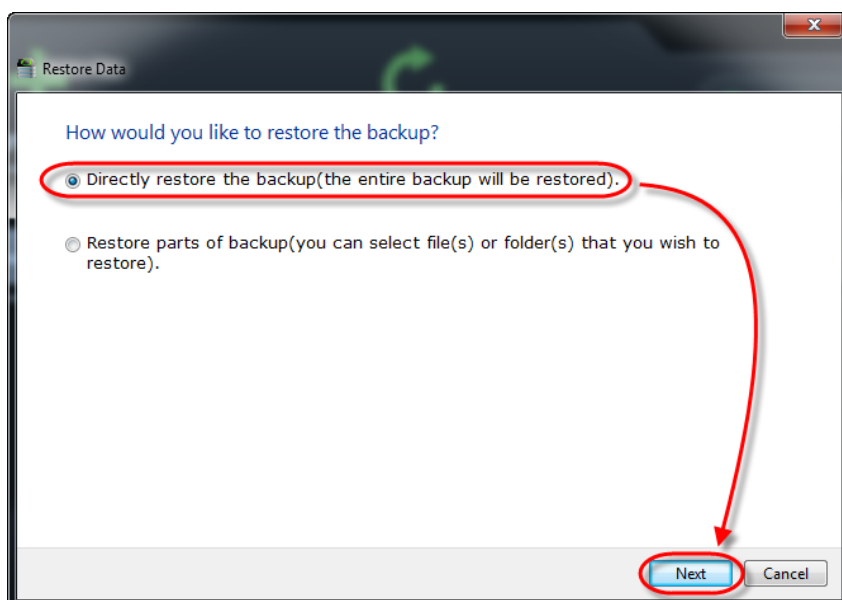 Restore Data
How would you like to restore the backup?
Directly restore the backup(the entire backup will be restored).
Restore parts of backup(you can select file(s) or folder(s) that you wish to
restore).
Next
Cancel